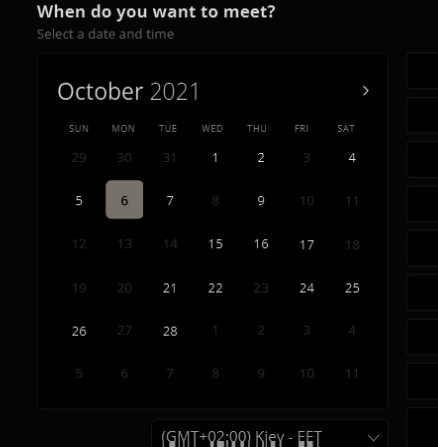 When do you want to meet?
Select a date and time
October 2021
SUN MON TUE WED THU FRI SAT
29 30 31 1 2 3 4
5 6 7 8 9 10 11
12 13 14 15 16 17 18
19 20 21 22 23 24 25
26 27 28 1 2 3 4
5 6 7 8 9 10 11
(GMT+02:00) Kiev - EET